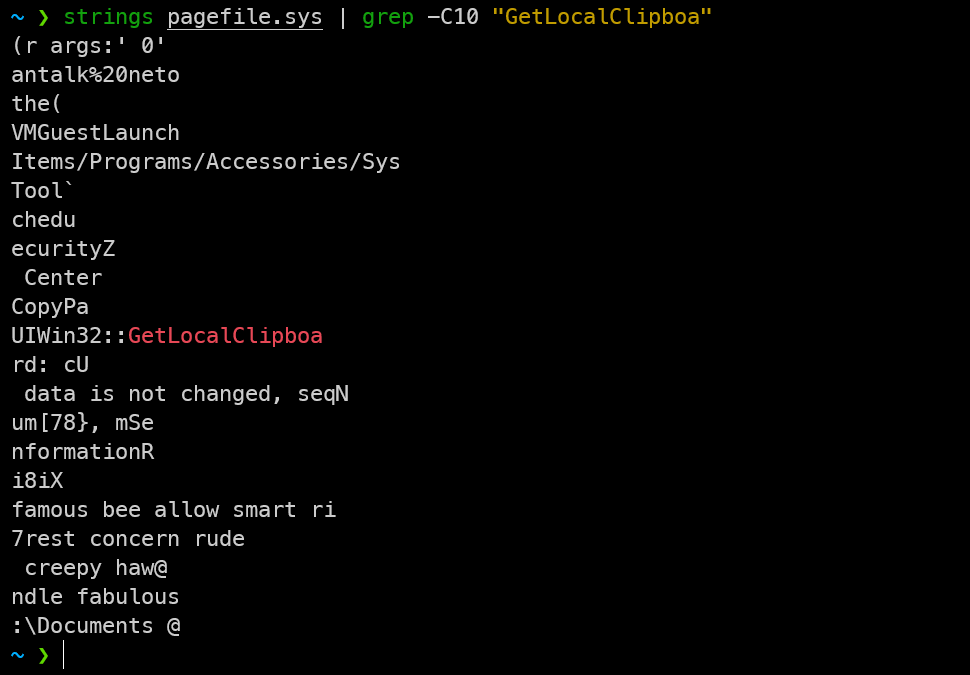 ~ ❯ strings pagefile.sys | grep -C10 "GetLocalClipboa"
(r args:' 0'
antalk%20neto
the(
VMGuestLaunch
Items/Programs/Accessories/Sys
Tool`
chedu
ecurityZ
 Center
CopyPa
UIWin32::GetLocalClipboa
rd: cU
 data is not changed, seqN
um[78}, mSe
nformationR
i8iX
famous bee allow smart ri
7rest concern rude
 creepy haw@
ndle fabulous
:\Documents @
~ ❯